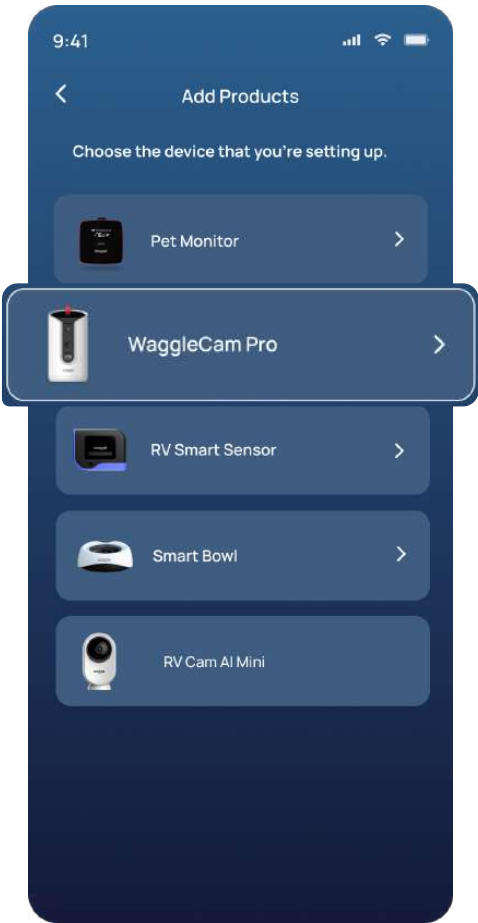 9:41
Add Products
Choose the device that you're setting up.
Pet Monitor
WaggleCam Pro
RV Smart Sensor
Smart Bowl
RV Cam AI Mini